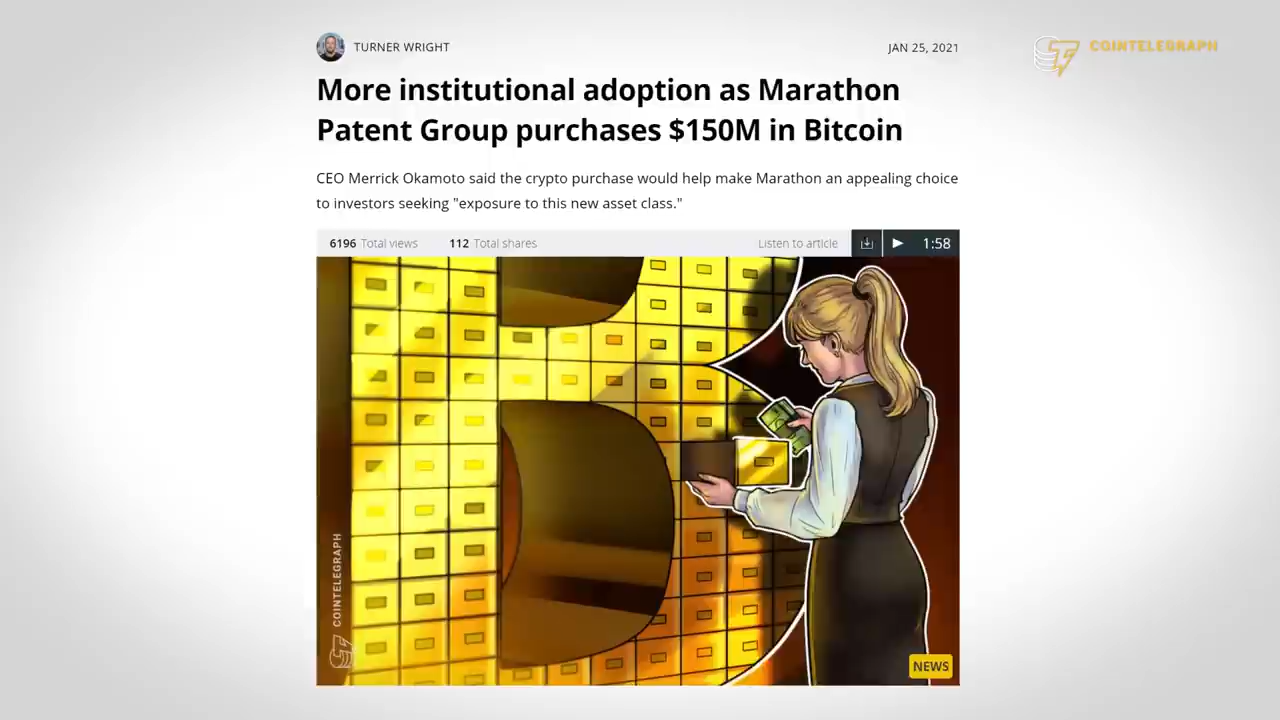 TURNER WRIGHT
JAN 25, 2021
COINTELEGRAPH
More institutional adoption as Marathon
Patent Group purchases $150M in Bitcoin
CEO Merrick Okamoto said the crypto purchase would help make Marathon an appealing choice
to investors seeking "exposure to this new asset class."
6196 Total views 112 Total shares Listen to article 1:58
COINTELEGRAPH
NEWS